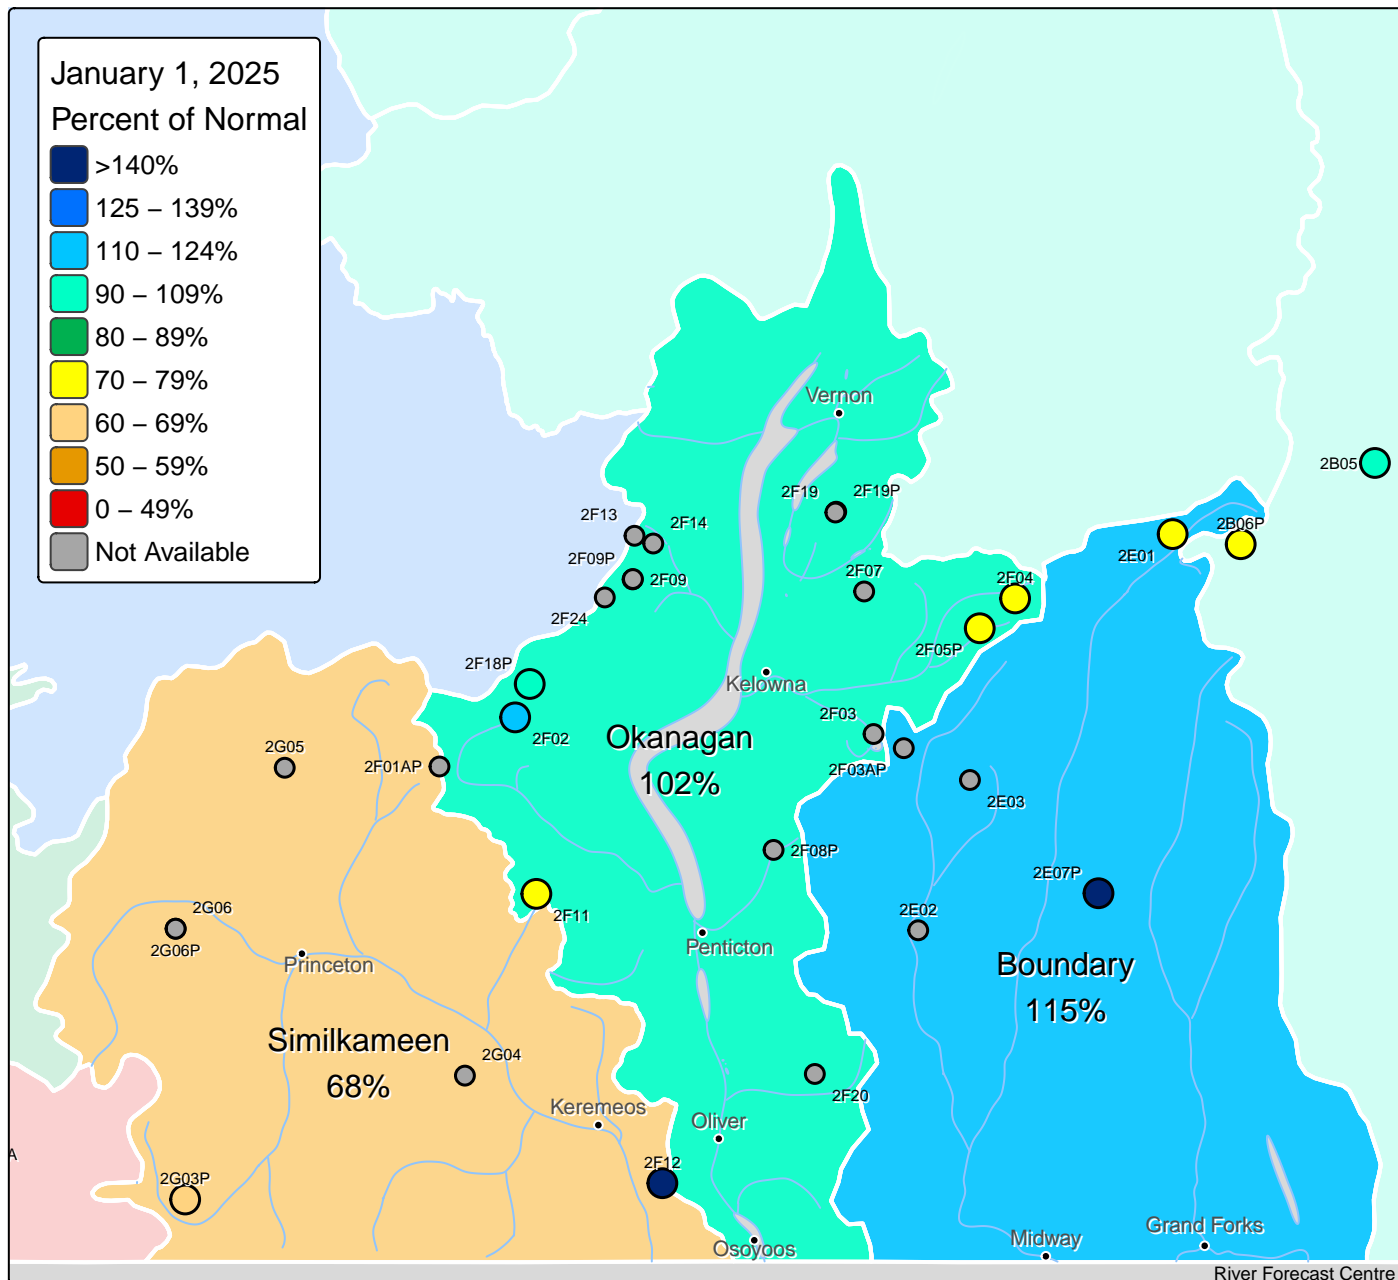 January 1, 2025
Percent of Normal
>140%
125 – 139%
110 – 124%
90 – 109%
80 – 89%
70 – 79%
60 – 69%
50 – 59%
0 – 49%
Not Available
Vernon
2B05
2F19
2F19P
2F13
2F14
2B06P
2E01
2F09P
2F09
2F07
2F04
2F24
2F05P
2F18P
Kelowna
2F03
2F02
Okanagan
102%
2G05
2F01AP
2F03AP
2E03
2F08P
2E07P
2G06
2F11
2E02
2G06P
Penticton
Princeton
Boundary
115%
Similkameen
68%
2G04
2F20
Keremeos
Oliver
A
2F12
2G03P
Grand Forks
Midway
Osoyoos
River Forecast Centre